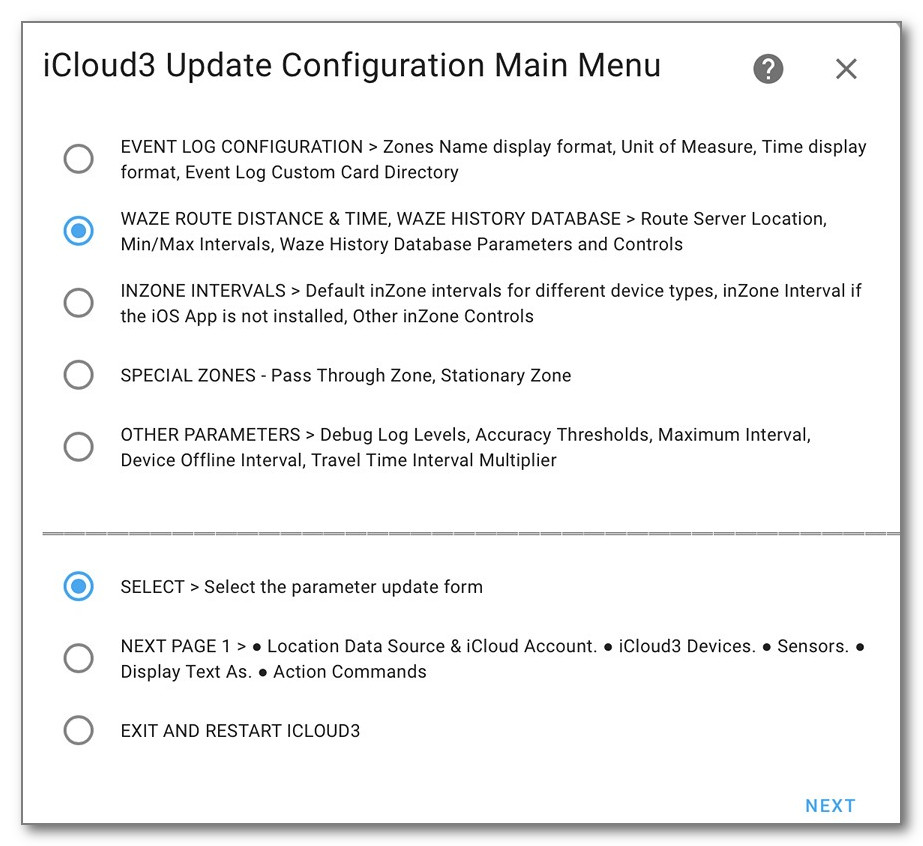 iCloud3 Update Configuration Main Menu
EVENT LOG CONFIGURATION > Zones Name display format, Unit of Measure, Time display
format, Event Log Custom Card Directory
WAZE ROUTE DISTANCE & TIME, WAZE HISTORY DATABASE > Route Server Location,
Min/Max Intervals, Waze History Database Parameters and Controls
INZONE INTERVALS > Default inZone intervals for different device types, inZone Interval if
the iOS App is not installed, Other inZone Controls
SPECIAL ZONES - Pass Through Zone, Stationary Zone
OTHER PARAMETERS > Debug Log Levels, Accuracy Thresholds, Maximum Interval,
Device Offline Interval, Travel Time Interval Multiplier
SELECT > Select the parameter update form
NEXT PAGE 1 > ● Location Data Source & iCloud Account. ● iCloud3 Devices. ● Sensors. ●
Display Text As. ● Action Commands
EXIT AND RESTART ICLOUD3
NEXT